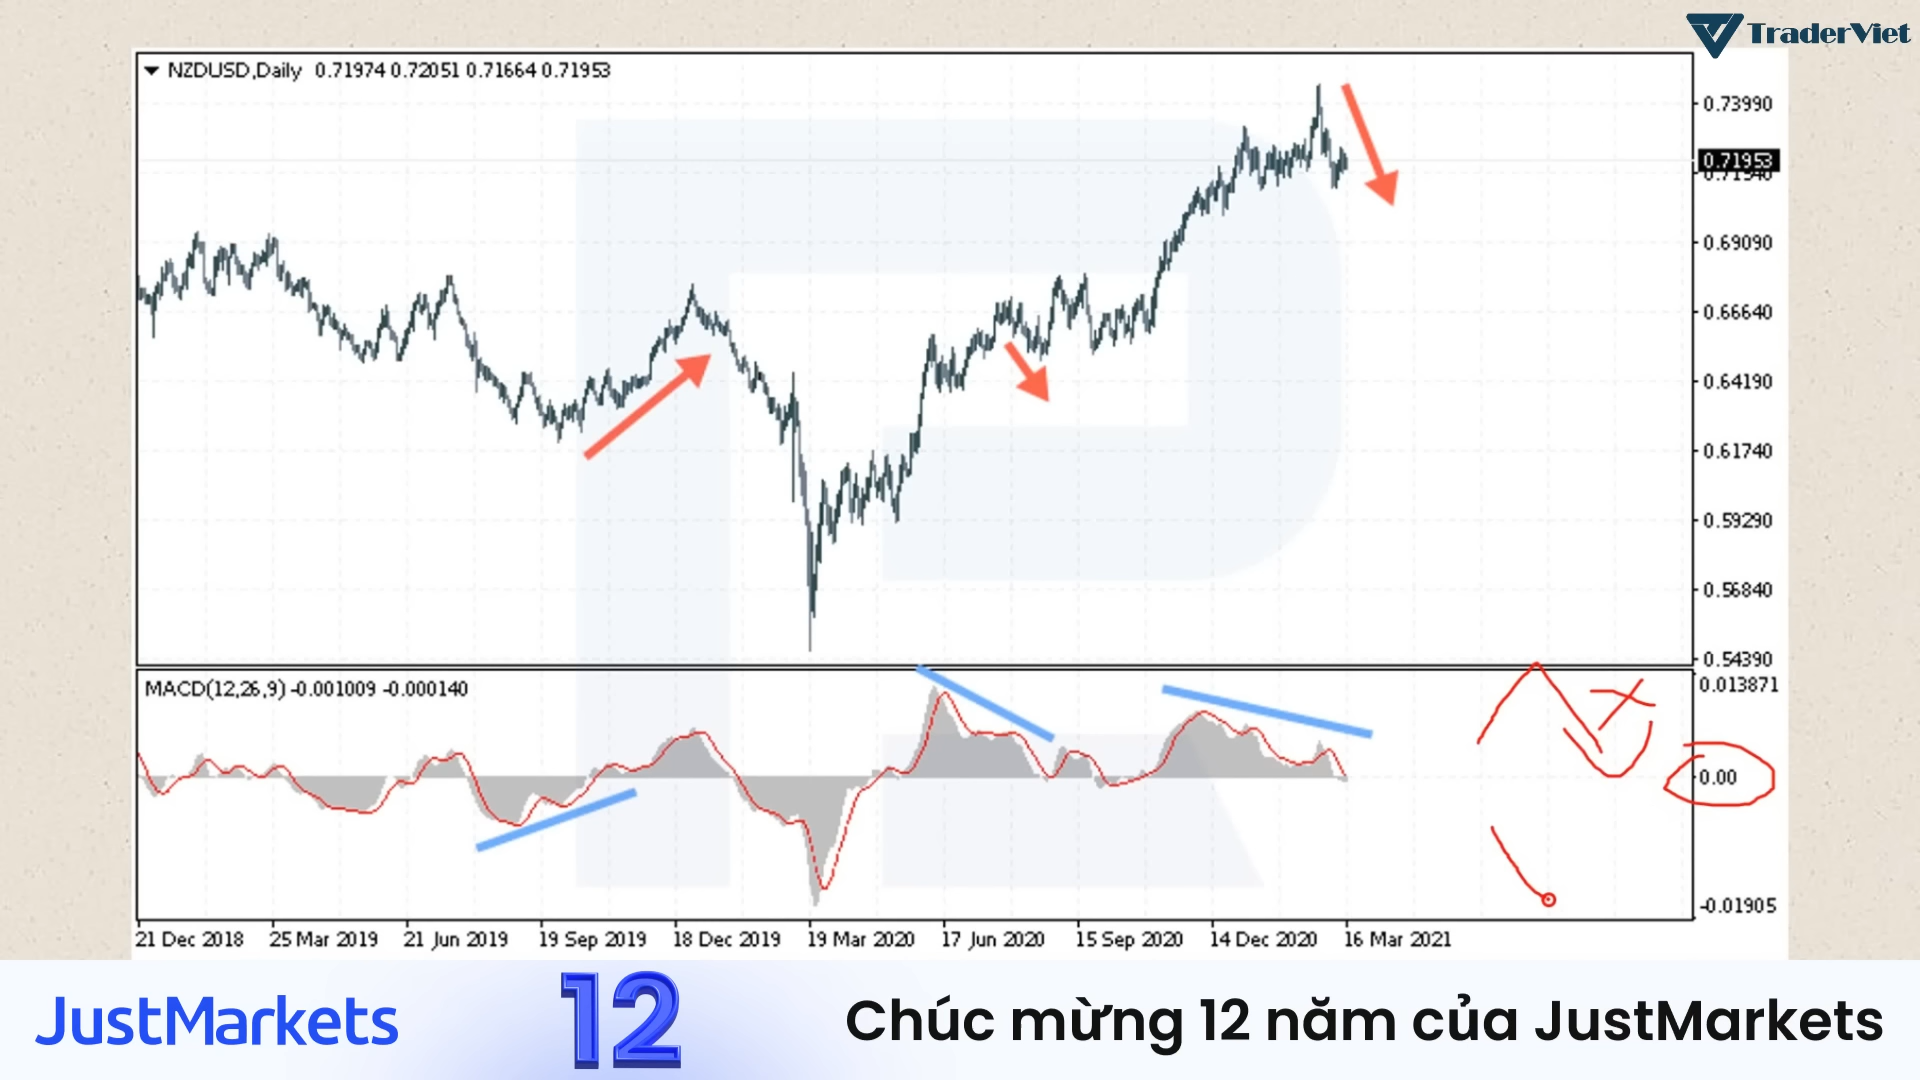 TraderViet
NZDUSD,Daily 0.71974 0.72051 0.71664 0.71953
0.73990
0.71953
0.71540
0.69090
0.66640
0.64190
0.61740
0.59290
0.56840
0.54390
MACD(12,26,9) -0.001009 -0.000140
0.013871
0.00
-0.01905
21 Dec 2018 25 Mar 2019 21 Jun 2019 19 Sep 2019 18 Dec 2019 19 Mar 2020 17 Jun 2020 15 Sep 2020 14 Dec 2020 16 Mar 2021
JustMarkets
12
Chúc mừng 12 năm của JustMarkets